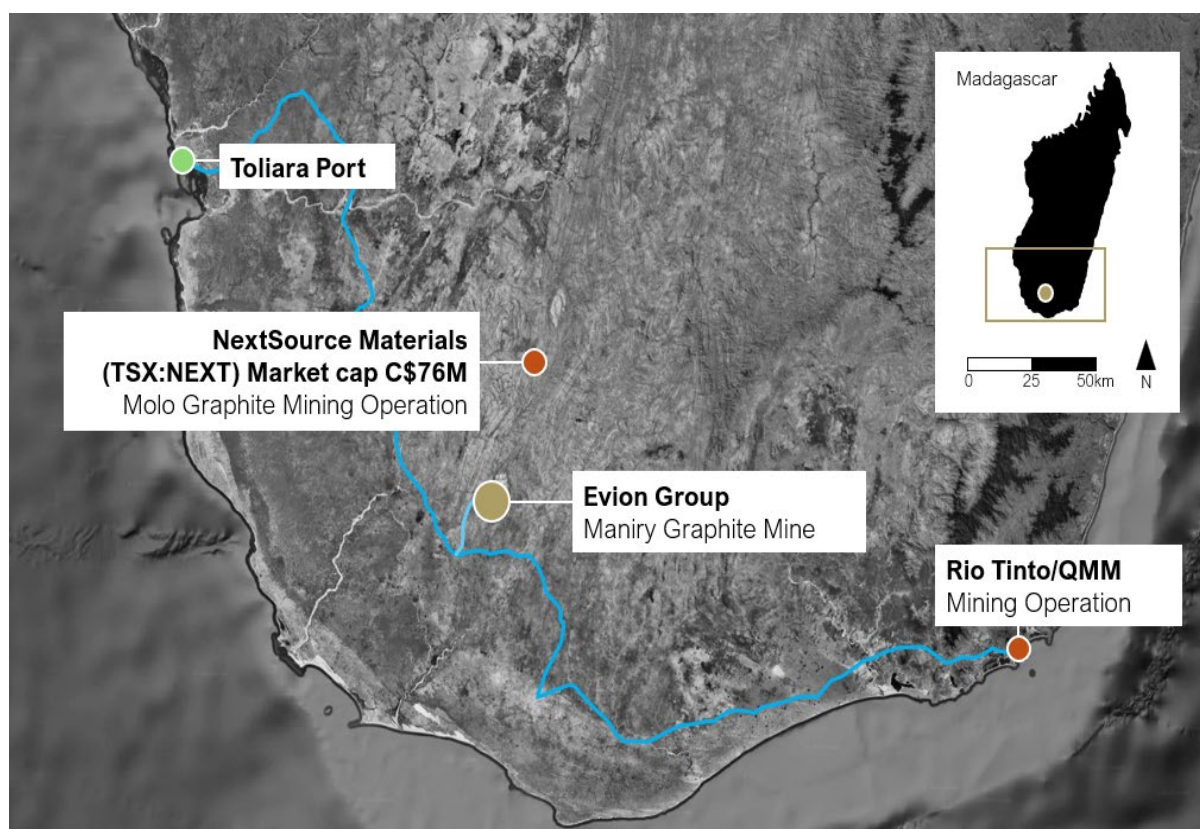 Madagascar
0 25 50km
N
Toliara Port
NextSource Materials
(TSX:NEXT) Market cap C$76M
Molo Graphite Mining Operation
Evion Group
Maniry Graphite Mine
Rio Tinto/QMM
Mining Operation